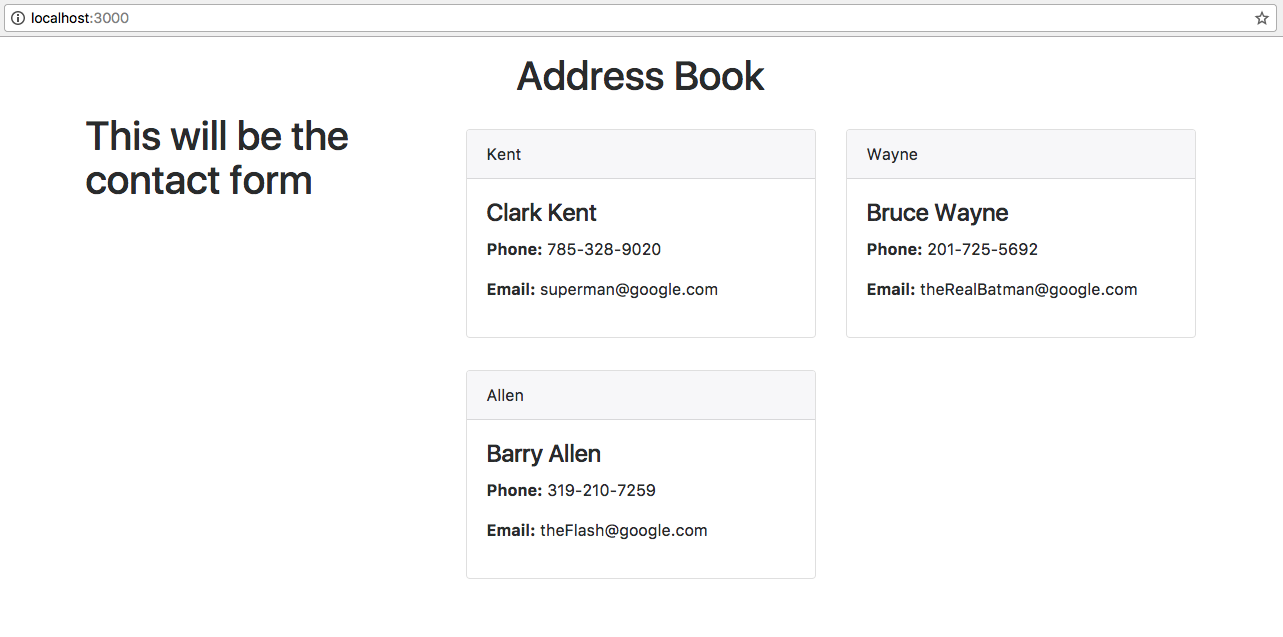 localhost:3000
Address Book
This will be the
contact form
Kent
Clark Kent
Phone: 785-328-9020
Email: superman@google.com
Wayne
Bruce Wayne
Phone: 201-725-5692
Email: theRealBatman@google.com
Allen
Barry Allen
Phone: 319-210-7259
Email: theFlash@google.com